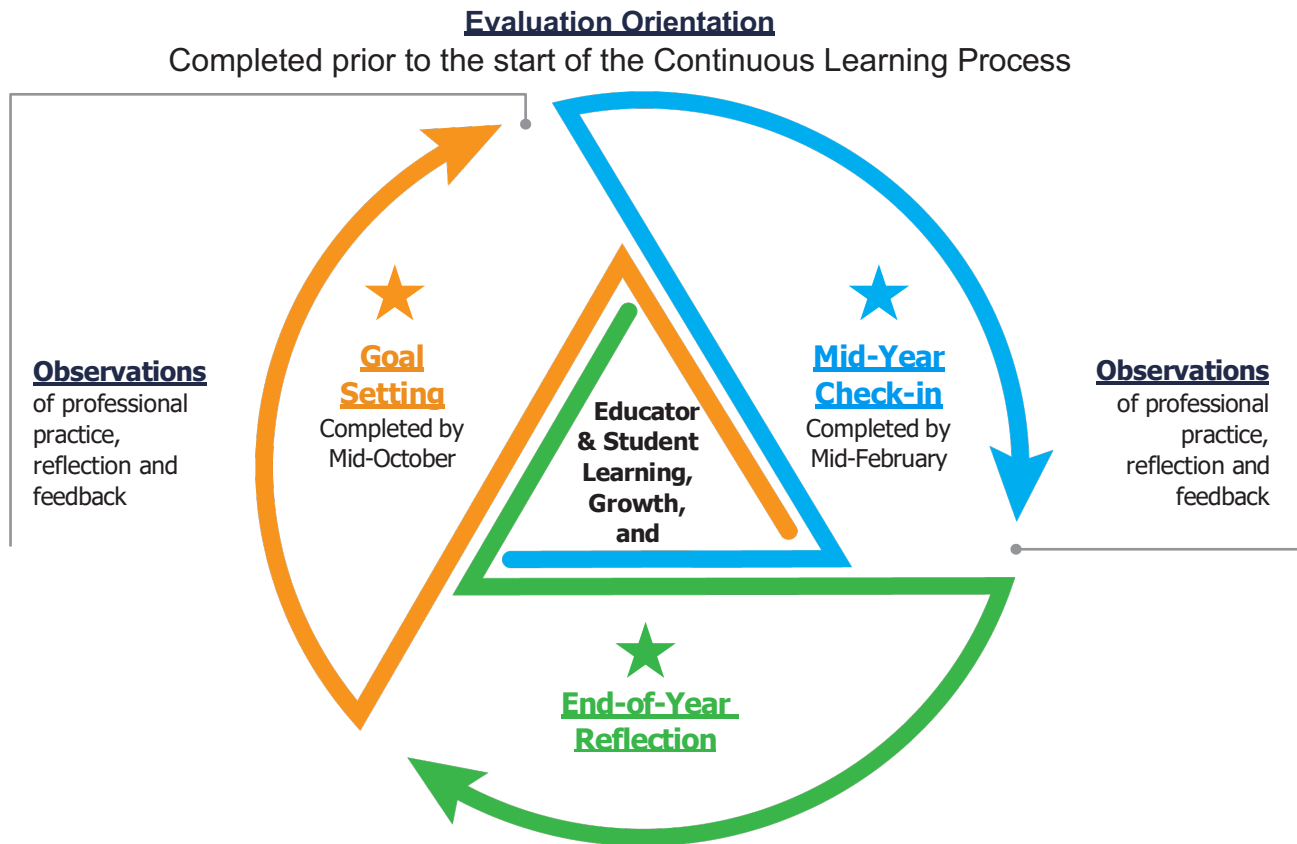 Evaluation Orientation
Completed prior to the start of the Continuous Learning Process
Observations
of professional
practice,
reflection and
feedback
Goal
Setting
Completed by
Mid-October
Educator
& Student
Learning,
Growth,
and
Mid-Year
Check-in
Completed by
Mid-February
Observations
of professional
practice,
reflection and
feedback
End-of-Year
Reflection